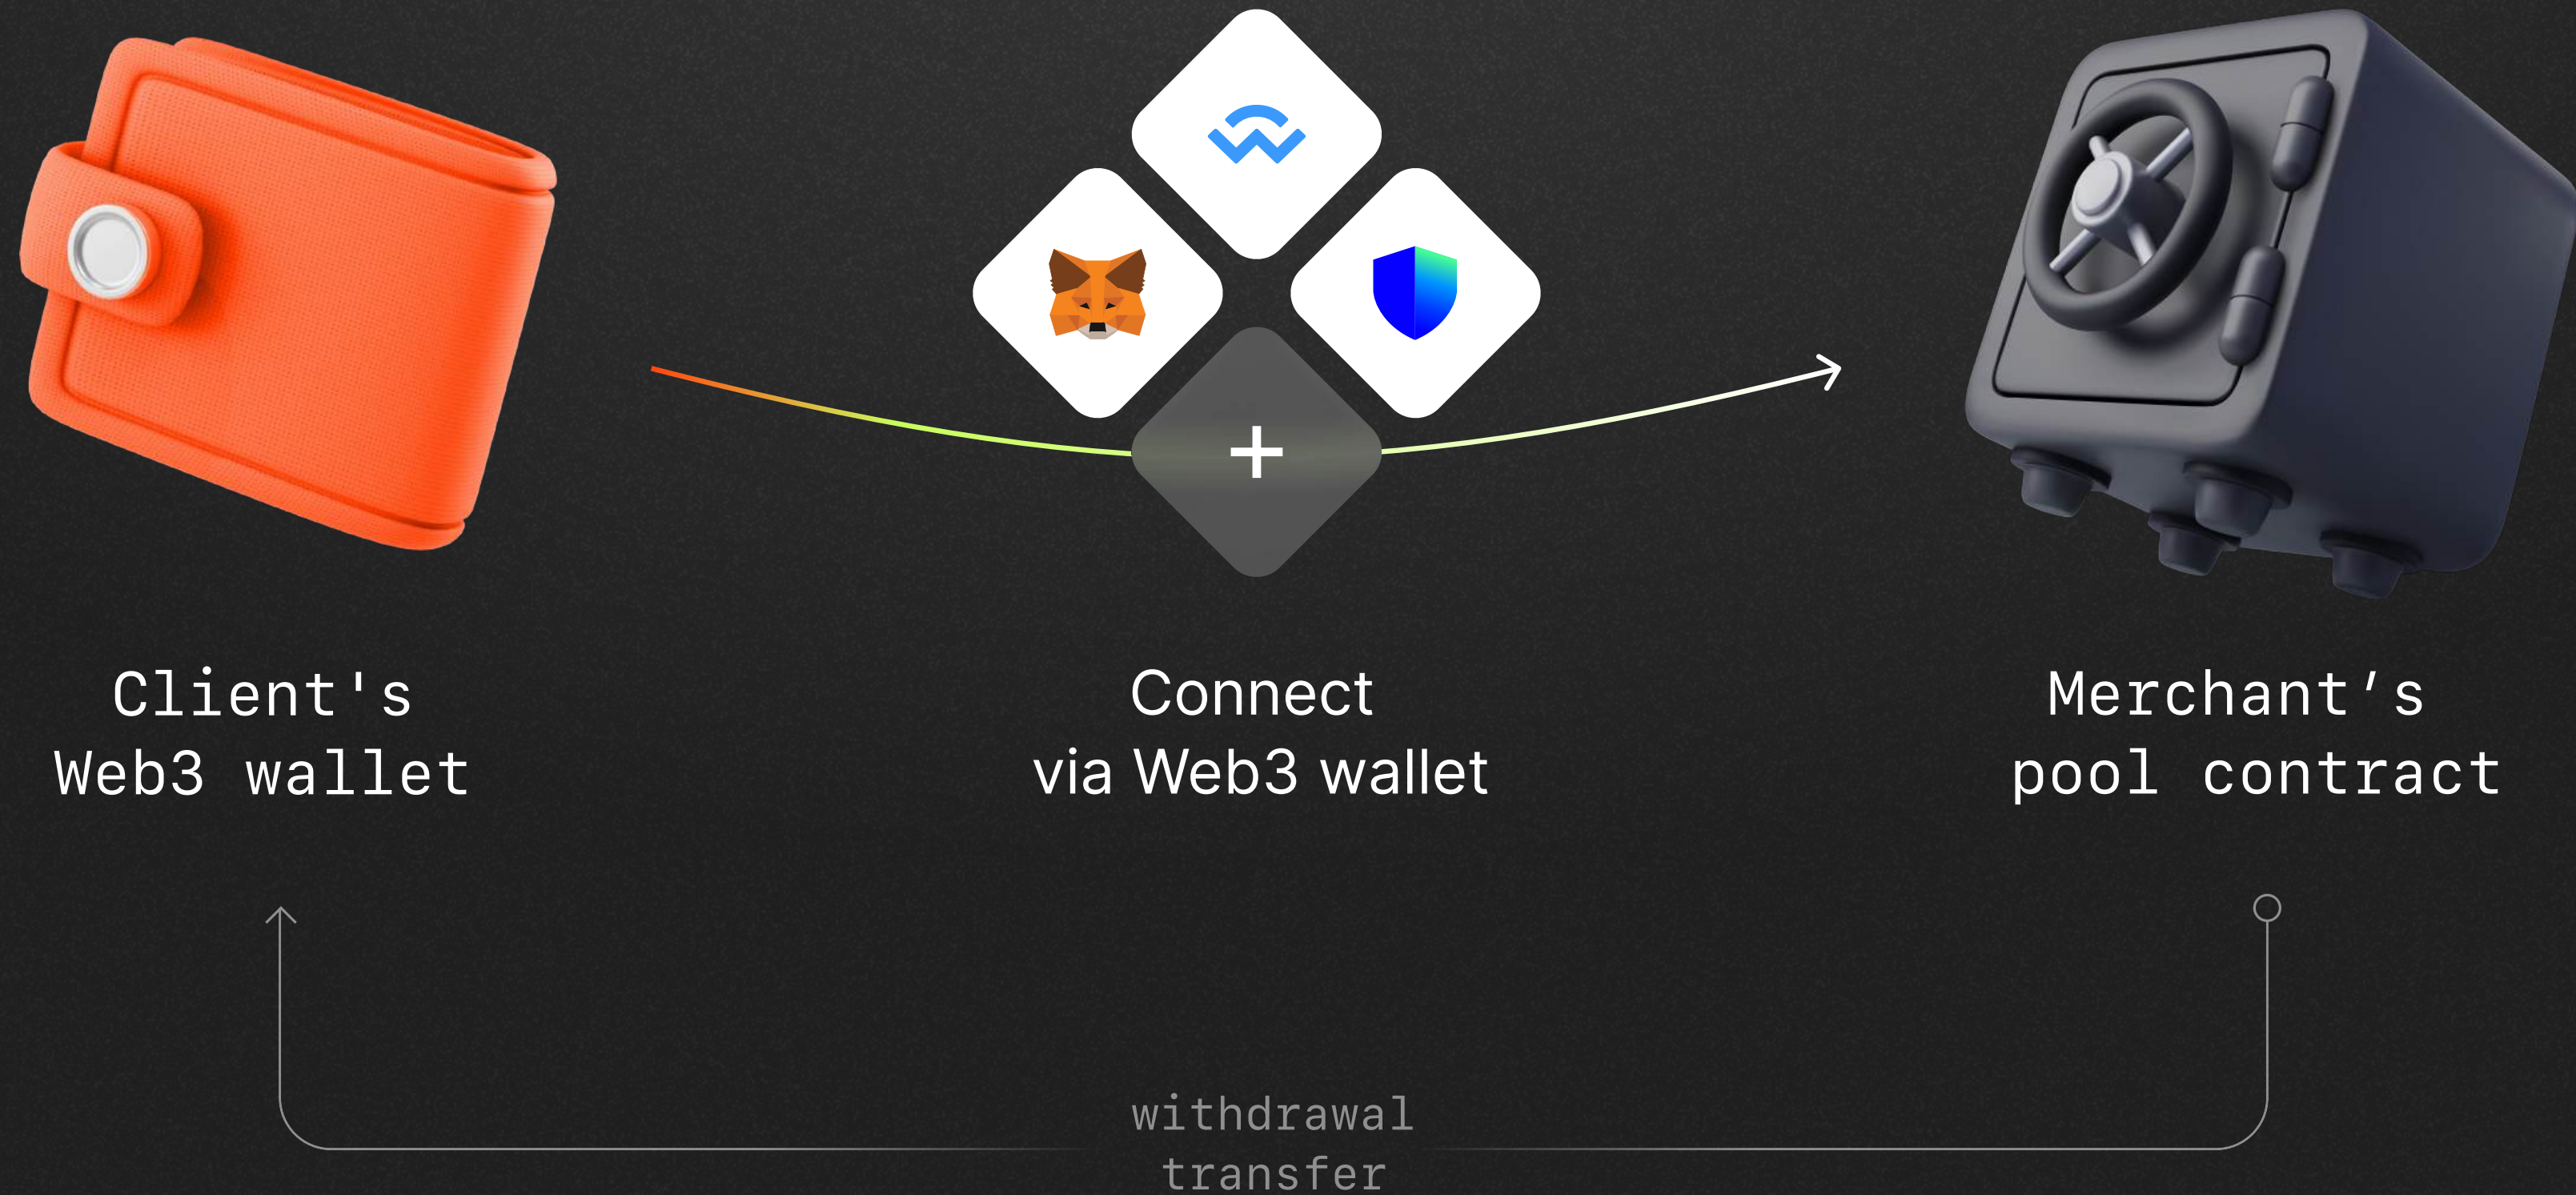 Client's
Web3 wallet
Connect
via Web3 wallet
Merchant‘s
pool contract
withdrawal
transfer